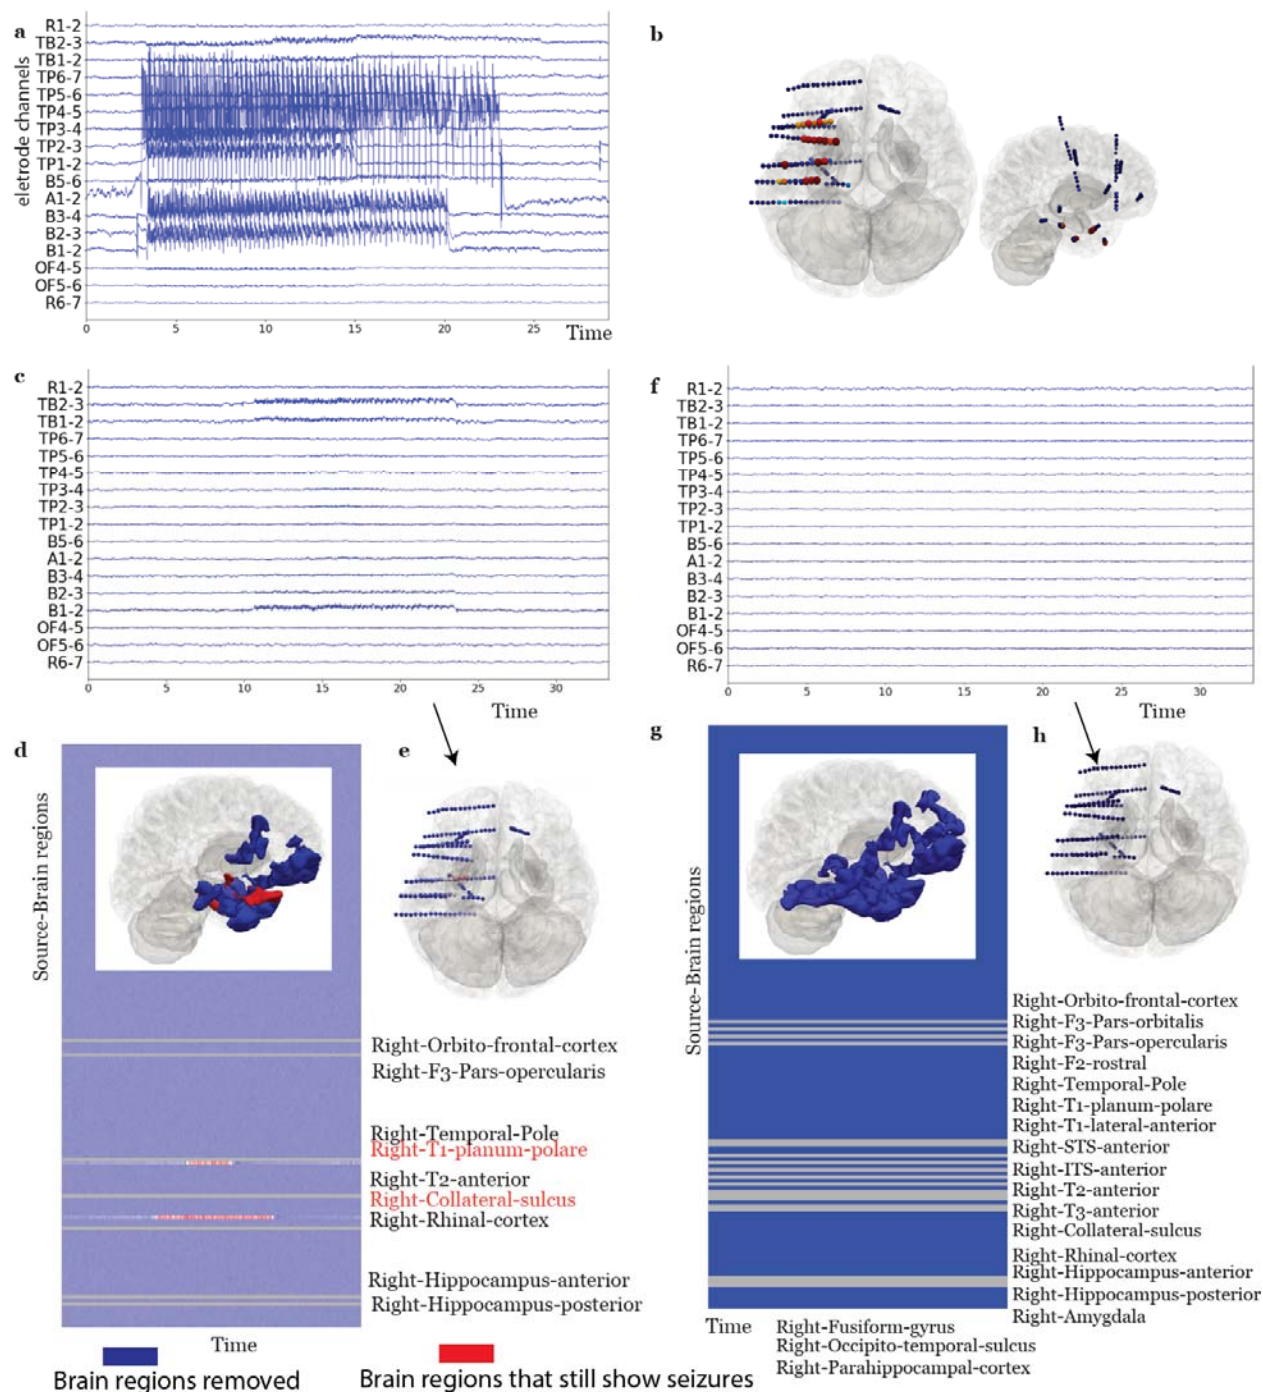 a
eletrode channels
R1-2
TB2-3
TB1-2
TP6-7
TP5-6
TP4-5
TP3-4
TP2-3
TP1-2
B5-6
A1-2
B3-4
B2-3
B1-2
OF4-5
OF5-6
R6-7
0 5 10 15 20 25 Time
b
c
R1-2
TB2-3
TB1-2
TP6-7
TP5-6
TP4-5
TP3-4
TP2-3
TP1-2
B5-6
A1-2
B3-4
B2-3
B1-2
OF4-5
OF5-6
R6-7
0 5 10 15 20 25 30
Time
f
R1-2
TB2-3
TB1-2
TP6-7
TP5-6
TP4-5
TP3-4
TP2-3
TP1-2
B5-6
A1-2
B3-4
B2-3
B1-2
OF4-5
OF5-6
R6-7
0 5 10 15 20 25 30
Time
d
Source-Brain regions
e
Right-Orbito-frontal-cortex
Right-F3-Pars-opercularis
Right-Temporal-Pole
Right-T1-planum-polare
Right-T2-anterior
Right-Collateral-sulcus
Right-Rhinal-cortex
Right-Hippocampus-anterior
Right-Hippocampus-posterior
Time
g
Source-Brain regions
h
Right-Orbito-frontal-cortex
Right-F3-Pars-orbitalis
Right-F3-Pars-opercularis
Right-F2-rostral
Right-Temporal-Pole
Right-T1-planum-polare
Right-T1-lateral-anterior
Right-STS-anterior
Right-ITS-anterior
Right-T2-anterior
Right-T3-anterior
Right-Collateral-sulcus
Right-Rhinal-cortex
Right-Hippocampus-anterior
Right-Hippocampus-posterior
Right-Amygdala
Time
Right-Fusiform-gyrus
Right-Occipito-temporal-sulcus
Right-Parahippocampal-cortex
Brain regions removed
Brain regions that still show seizures